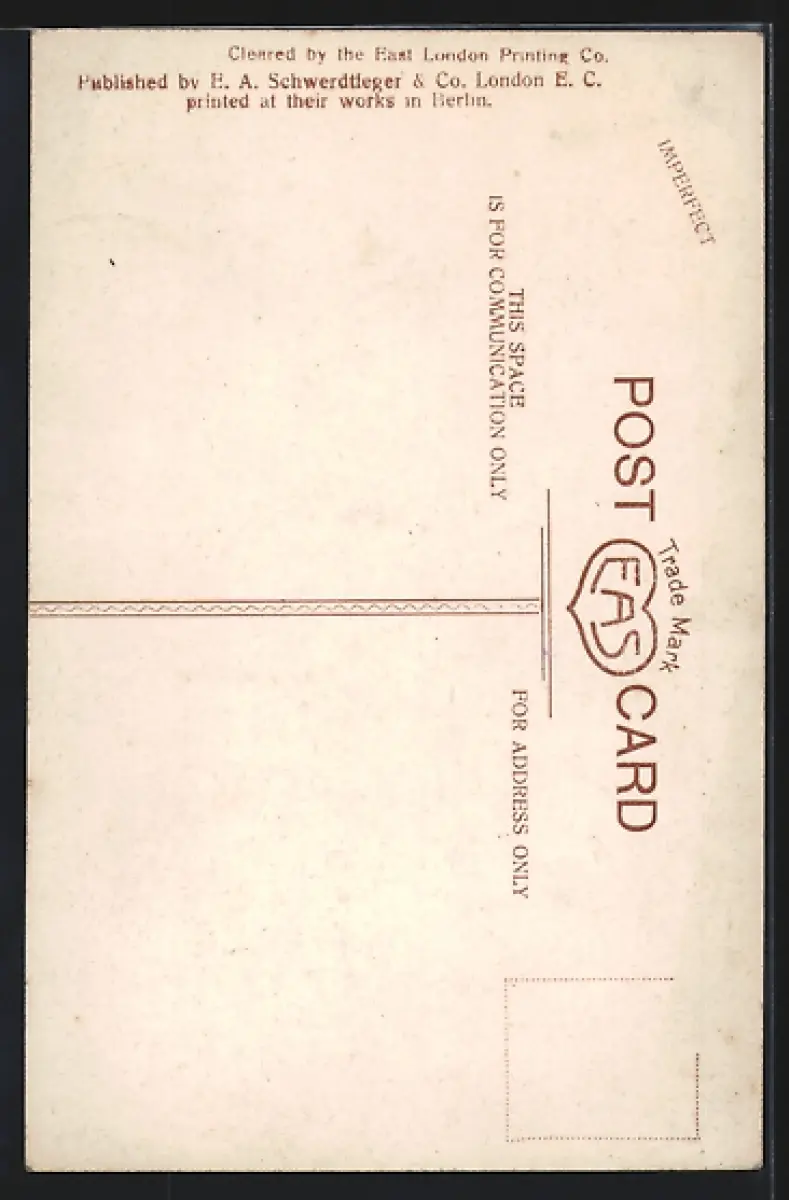 Cleared by the East London Printing Co.
Published by E. A. Schwerdtfeger & Co. London E. C.
printed at their works in Berlin.
IMPERFECT
Trade Mark
POST EAS CARD
THIS SPACE
IS FOR COMMUNICATION ONLY
FOR ADDRESS ONLY